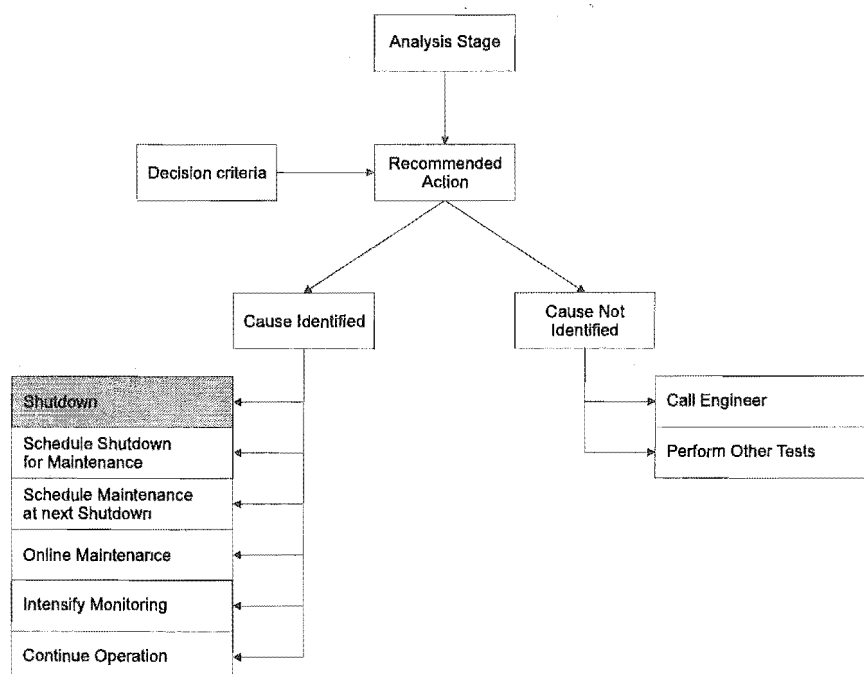 Analysis Stage
Decision criteria
Recommended
Action
Cause Identified
Cause Not
Identified
Shutdown
Schedule Shutdown
for Maintenance
Schedule Maintenance
at next Shutdown
Online Maintenance
Intensify Monitoring
Continue Operation
Call Engineer
Perform Other Tests